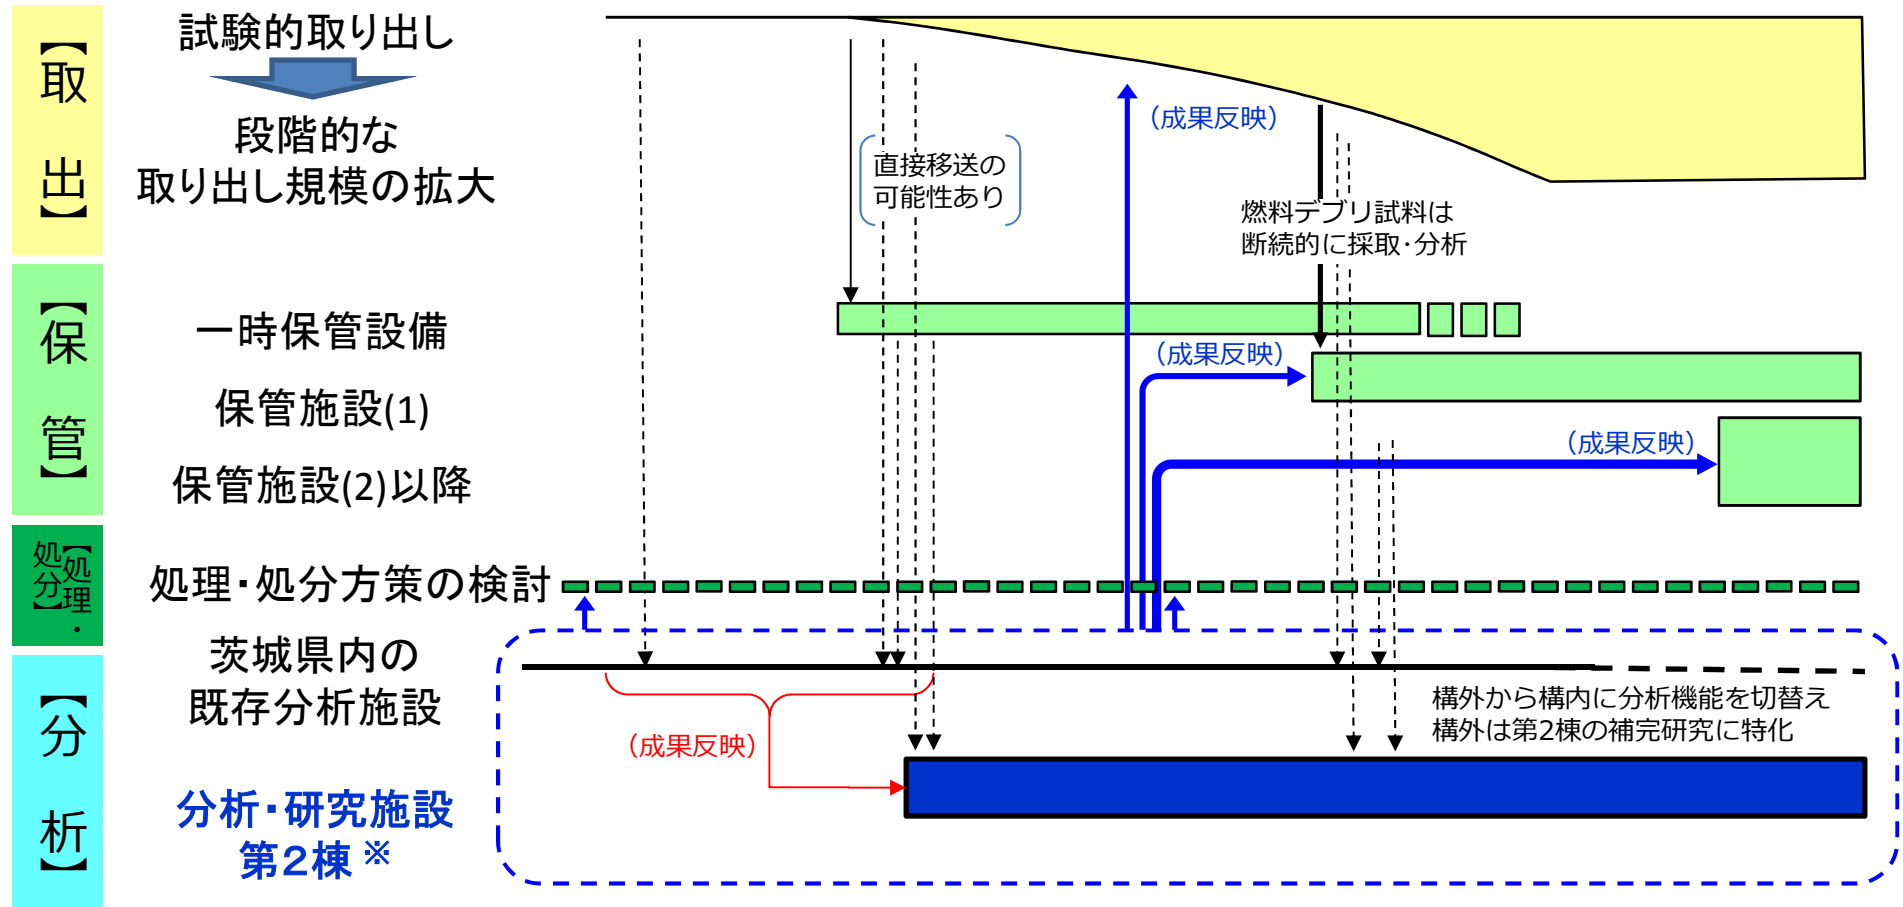 【取出】
試験的取り出し
段階的な
取り出し規模の拡大
(成果反映)
直接移送の
可能性あり
燃料デブリ試料は
断続的に採取・分析
【保管】
一時保管設備
保管施設(1)
保管施設(2)以降
(成果反映)
(成果反映)
【処理・
処分】
処理・処分方策の検討
【分析】
茨城県内の
既存分析施設
(成果反映)
構外から構内に分析機能を切替え
構外は第2棟の補完研究に特化
分析・研究施設
第2棟※